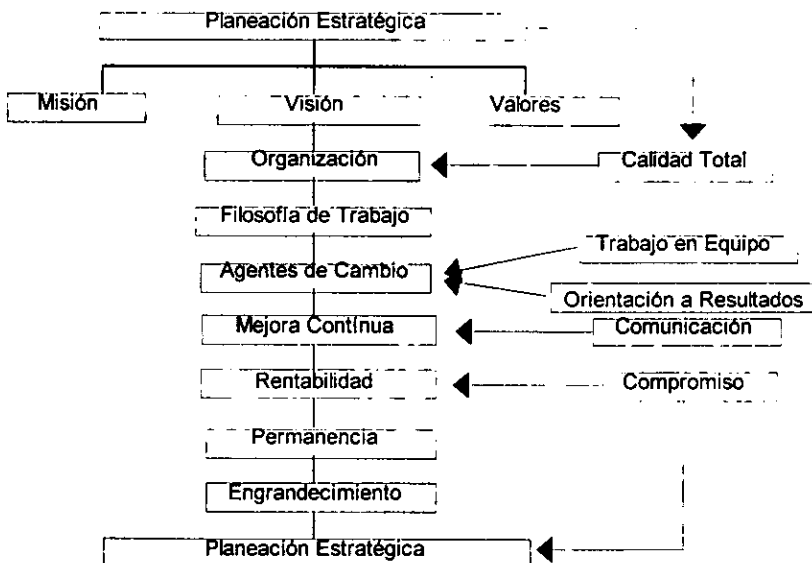 Planeación Estratégica
Misión
Visión
Valores
Organización
Calidad Total
Filosofía de Trabajo
Trabajo en Equipo
Agentes de Cambio
Orientación a Resultados
Mejora Contínua
Comunicación
Rentabilidad
Compromiso
Permanencia
Engrandecimiento
Planeación Estratégica